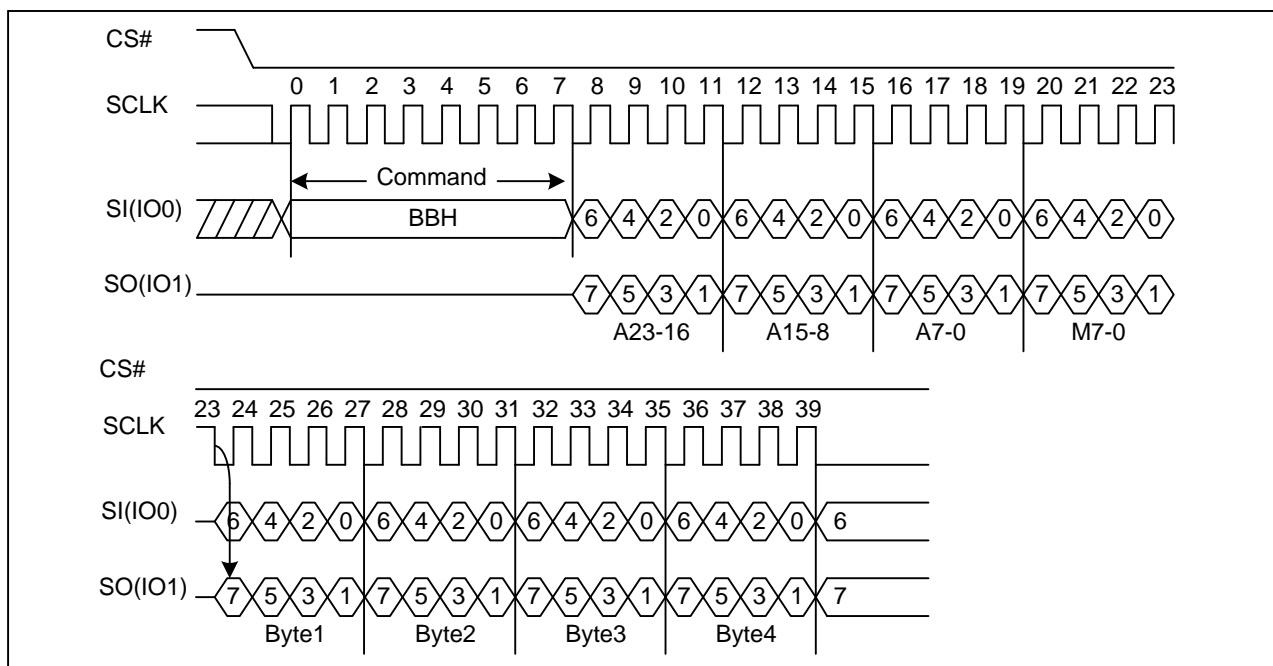 CS#
0 1 2 3 4 5 6 7 8 9 10 11 12 13 14 15 16 17 18 19 20 21 22 23
SCLK
Command
SI(IO0) BBH 6 4 2 0 6 4 2 0 6 4 2 0 6 4 2 0
SO(IO1) 7 5 3 1 7 5 3 1 7 5 3 1 7 5 3 1
A23-16 A15-8 A7-0 M7-0
CS#
23 24 25 26 27 28 29 30 31 32 33 34 35 36 37 38 39
SCLK
SI(IO0) 6 4 2 0 6 4 2 0 6 4 2 0 6 4 2 0 6
SO(IO1) 7 5 3 1 7 5 3 1 7 5 3 1 7 5 3 1 7
Byte1 Byte2 Byte3 Byte4